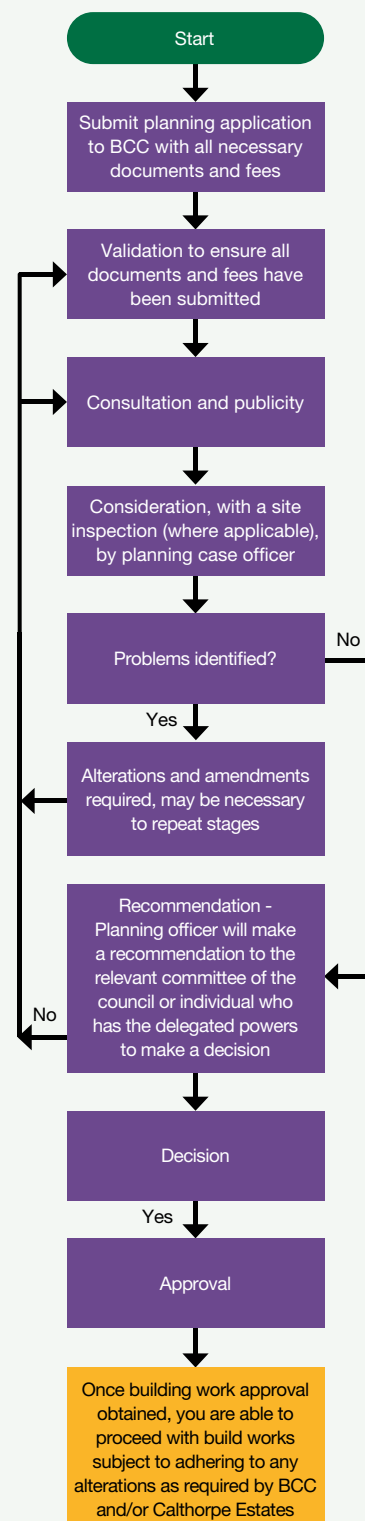 Start
Submit planning application
to BCC with all necessary
documents and fees
Validation to ensure all
documents and fees have
been submitted
Consultation and publicity
Consideration, with a site
inspection (where applicable),
by planning case officer
Problems identified?
No
Yes
Alterations and amendments
required, may be necessary
to repeat stages
Recommendation -
Planning officer will make
a recommendation to the
relevant committee of the
council or individual who
has the delegated powers
to make a decision
No
Decision
Yes
Approval
Once building work approval
obtained, you are able to
proceed with build works
subject to adhering to any
alterations as required by BCC
and/or Calthorpe Estates